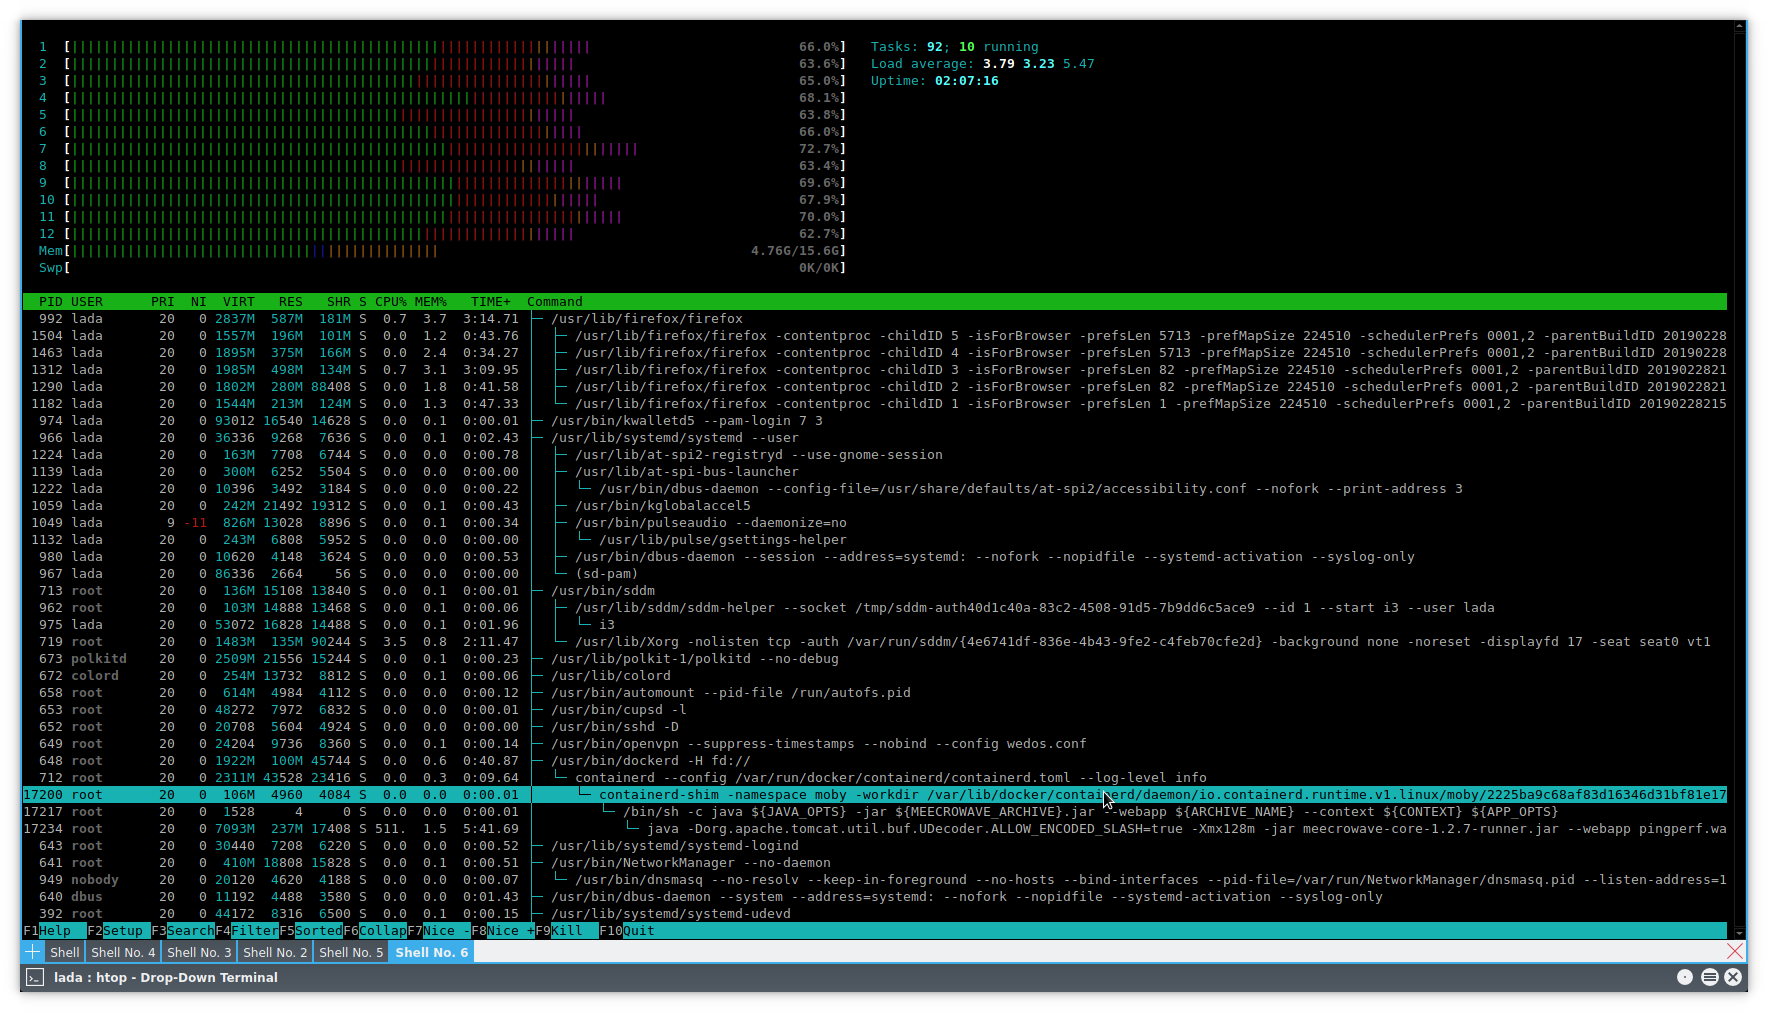 1 [ 66.0%] Tasks: 92; 10 running
2 [ 63.6%] Load average: 3.79 3.23 5.47
3 [ 65.0%] Uptime: 02:07:16
4 [ 68.1%]
5 [ 63.8%]
6 [ 66.0%]
7 [ 72.7%]
8 [ 63.4%]
9 [ 69.6%]
10 [ 67.9%]
11 [ 70.0%]
12 [ 62.7%]
Mem[ 4.76G/15.6G]
Swp[ 0K/0K]
PID USER PRI NI VIRT RES SHR S CPU% MEM% TIME+ Command
992 lada 20 0 2837M 587M 181M S 0.7 3.7 3:14.71 /usr/lib/firefox/firefox
1504 lada 20 0 1557M 196M 101M S 0.0 1.2 0:43.76 /usr/lib/firefox/firefox -contentproc -childID 5 -isForBrowser -prefsLen 5713 -prefMapSize 224510 -schedulerPrefs 0001,2 -parentBuildID 20190228
1463 lada 20 0 1895M 375M 166M S 0.0 2.4 0:34.27 /usr/lib/firefox/firefox -contentproc -childID 4 -isForBrowser -prefsLen 5713 -prefMapSize 224510 -schedulerPrefs 0001,2 -parentBuildID 20190228
1312 lada 20 0 1985M 498M 134M S 0.7 3.1 3:09.95 /usr/lib/firefox/firefox -contentproc -childID 3 -isForBrowser -prefsLen 82 -prefMapSize 224510 -schedulerPrefs 0001,2 -parentBuildID 2019022821
1290 lada 20 0 1802M 280M 88408 S 0.0 1.8 0:41.58 /usr/lib/firefox/firefox -contentproc -childID 2 -isForBrowser -prefsLen 82 -prefMapSize 224510 -schedulerPrefs 0001,2 -parentBuildID 2019022821
1182 lada 20 0 1544M 213M 124M S 0.0 1.3 0:47.33 /usr/lib/firefox/firefox -contentproc -childID 1 -isForBrowser -prefsLen 1 -prefMapSize 224510 -schedulerPrefs 0001,2 -parentBuildID 20190228215
974 lada 20 0 93012 16540 14628 S 0.0 0.1 0:00.01 /usr/bin/kwalletd5 --pam-login 7 3
966 lada 20 0 36336 9268 7636 S 0.0 0.1 0:02.43 /usr/lib/systemd/systemd --user
1224 lada 20 0 163M 7708 6744 S 0.0 0.0 0:00.78 /usr/lib/at-spi2-registryd --use-gnome-session
1139 lada 20 0 300M 6252 5504 S 0.0 0.0 0:00.00 /usr/lib/at-spi-bus-launcher
1222 lada 20 0 10396 3492 3184 S 0.0 0.0 0:00.22 /usr/bin/dbus-daemon --config-file=/usr/share/defaults/at-spi2/accessibility.conf --nofork --print-address 3
1059 lada 20 0 242M 21492 19312 S 0.0 0.1 0:00.43 /usr/bin/kglobalaccel5
1049 lada 9 -11 826M 13028 8896 S 0.0 0.1 0:00.34 /usr/bin/pulseaudio --daemonize=no
1132 lada 20 0 243M 6808 5952 S 0.0 0.0 0:00.00 /usr/lib/pulse/gsettings-helper
980 lada 20 0 10620 4148 3624 S 0.0 0.0 0:00.53 /usr/bin/dbus-daemon --session --address=systemd: --nofork --nopidfile --systemd-activation --syslog-only
967 lada 20 0 86336 2664 56 S 0.0 0.0 0:00.00 (sd-pam)
713 root 20 0 136M 15108 13840 S 0.0 0.1 0:00.01 /usr/bin/sddm
962 root 20 0 103M 14888 13468 S 0.0 0.1 0:00.06 /usr/lib/sddm/sddm-helper --socket /tmp/sddm-auth40d1c40a-83c2-4508-91d5-7b9dd6c5ace9 --id 1 --start i3 --user lada
975 lada 20 0 53072 16828 14488 S 0.0 0.1 0:01.96 i3
719 root 20 0 1483M 135M 90244 S 3.5 0.8 2:11.47 /usr/lib/Xorg -nolisten tcp -auth /var/run/sddm/{4e6741df-836e-4b43-9fe2-c4feb70cfe2d} -background none -noreset -displayfd 17 -seat seat0 vt1
673 polkitd 20 0 2509M 21556 15244 S 0.0 0.1 0:00.23 /usr/lib/polkit-1/polkitd --no-debug
672 colord 20 0 254M 13732 8812 S 0.0 0.1 0:00.06 /usr/lib/colord
658 root 20 0 614M 4984 4112 S 0.0 0.0 0:00.12 /usr/bin/automount --pid-file /run/autofs.pid
653 root 20 0 48272 7972 6832 S 0.0 0.0 0:00.01 /usr/bin/cupsd -l
652 root 20 0 20708 5604 4924 S 0.0 0.0 0:00.00 /usr/bin/sshd -D
649 root 20 0 24204 9736 8360 S 0.0 0.1 0:00.14 /usr/bin/openvpn --suppress-timestamps --nobind --config wedos.conf
648 root 20 0 1922M 100M 45744 S 0.0 0.6 0:40.87 /usr/bin/dockerd -H fd://
712 root 20 0 2311M 43528 23416 S 0.0 0.3 0:09.64 containerd --config /var/run/docker/containerd/containerd.toml --log-level info
17200 root 20 0 106M 4960 4084 S 0.0 0.0 0:00.01 containerd-shim -namespace moby -workdir /var/lib/docker/containerd/daemon/io.containerd.runtime.v1.linux/moby/2225ba9c68af83d16346d31bf81e17
17217 root 20 0 1528 4 0 S 0.0 0.0 0:00.01 /bin/sh -c java ${JAVA_OPTS} -jar ${MEECROWAVE_ARCHIVE}.jar --webapp ${ARCHIVE_NAME} --context ${CONTEXT} ${APP_OPTS}
17234 root 20 0 7093M 237M 17408 S 511. 1.5 5:41.69 java -Dorg.apache.tomcat.util.buf.UDecoder.ALLOW_ENCODED_SLASH=true -Xmx128m -jar meecrowave-core-1.2.7-runner.jar --webapp pingperf.wa
643 root 20 0 30440 7208 6220 S 0.0 0.0 0:00.52 /usr/lib/systemd/systemd-logind
641 root 20 0 410M 18808 15828 S 0.0 0.1 0:00.51 /usr/bin/NetworkManager --no-daemon
949 nobody 20 0 20120 4620 4188 S 0.0 0.0 0:00.07 /usr/bin/dnsmasq --no-resolv --keep-in-foreground --no-hosts --bind-interfaces --pid-file=/var/run/NetworkManager/dnsmasq.pid --listen-address=1
640 dbus 20 0 11192 4488 3580 S 0.0 0.0 0:01.43 /usr/bin/dbus-daemon --system --address=systemd: --nofork --nopidfile --systemd-activation --syslog-only
392 root 20 0 44172 8316 6500 S 0.0 0.1 0:00.15 /usr/lib/systemd/systemd-udevd
F1Help F2Setup F3SearchF4FilterF5SortedF6CollapF7Nice -F8Nice +F9Kill F10Quit
Shell Shell No. 4 Shell No. 3 Shell No. 2 Shell No. 5 Shell No. 6
lada : htop - Drop-Down Terminal